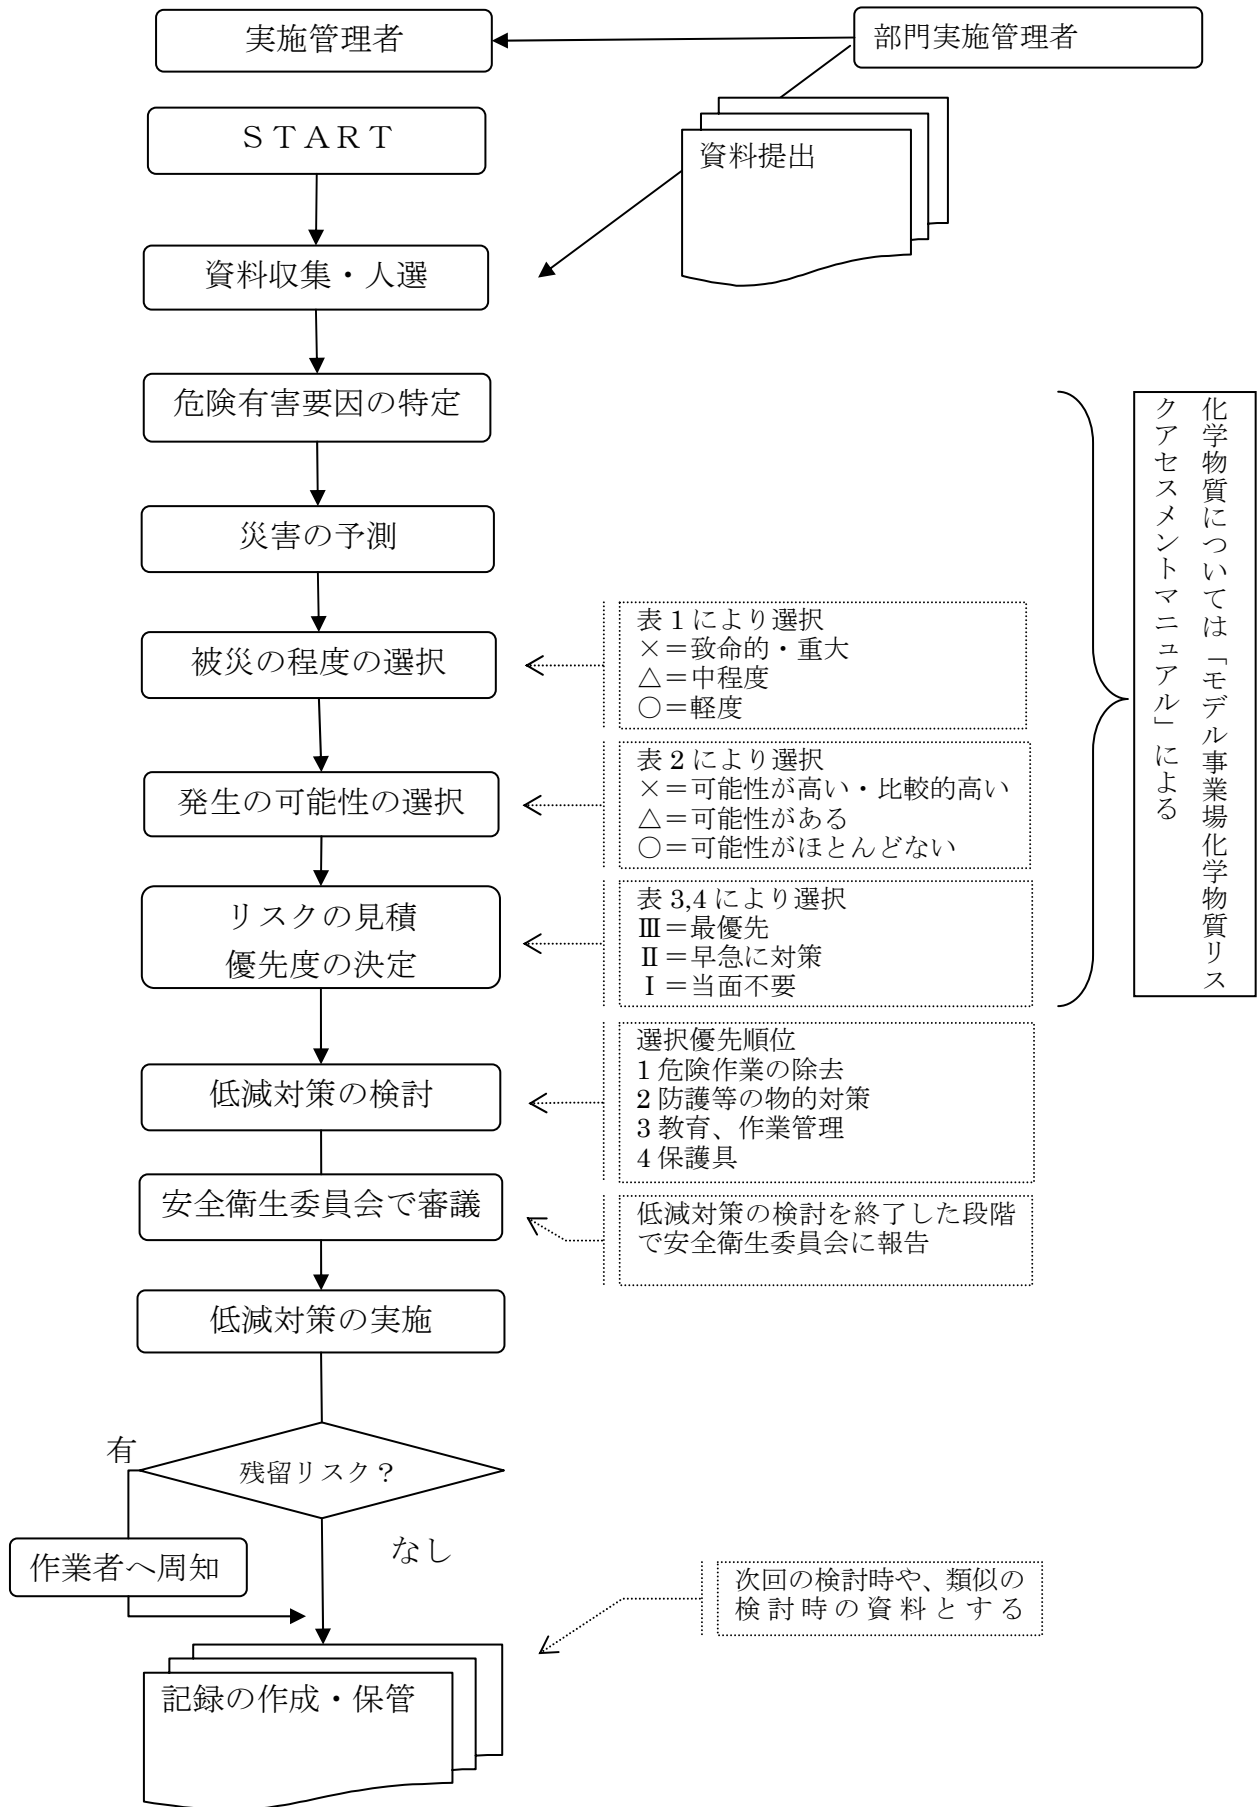 実施管理者
部門実施管理者
ＳＴＡＲＴ
資料提出
資料収集・人選
危険有害要因の特定
化学物質については「モデル事業場化学物質リス
クアセスメントマニュアル」による
災害の予測
被災の程度の選択
表 1 により選択
×＝致命的・重大
△＝中程度
○＝軽度
発生の可能性の選択
表 2 により選択
×＝可能性が高い・比較的高い
△＝可能性がある
○＝可能性がほとんどない
リスクの見積
優先度の決定
表 3,4 により選択
Ⅲ＝最優先
Ⅱ＝早急に対策
Ⅰ＝当面不要
低減対策の検討
選択優先順位
1 危険作業の除去
2 防護等の物的対策
3 教育、作業管理
4 保護具
安全衛生委員会で審議
低減対策の検討を終了した段階
で安全衛生委員会に報告
低減対策の実施
有
残留リスク？
なし
作業者へ周知
次回の検討時や、類似の
検討時の資料とする
記録の作成・保管